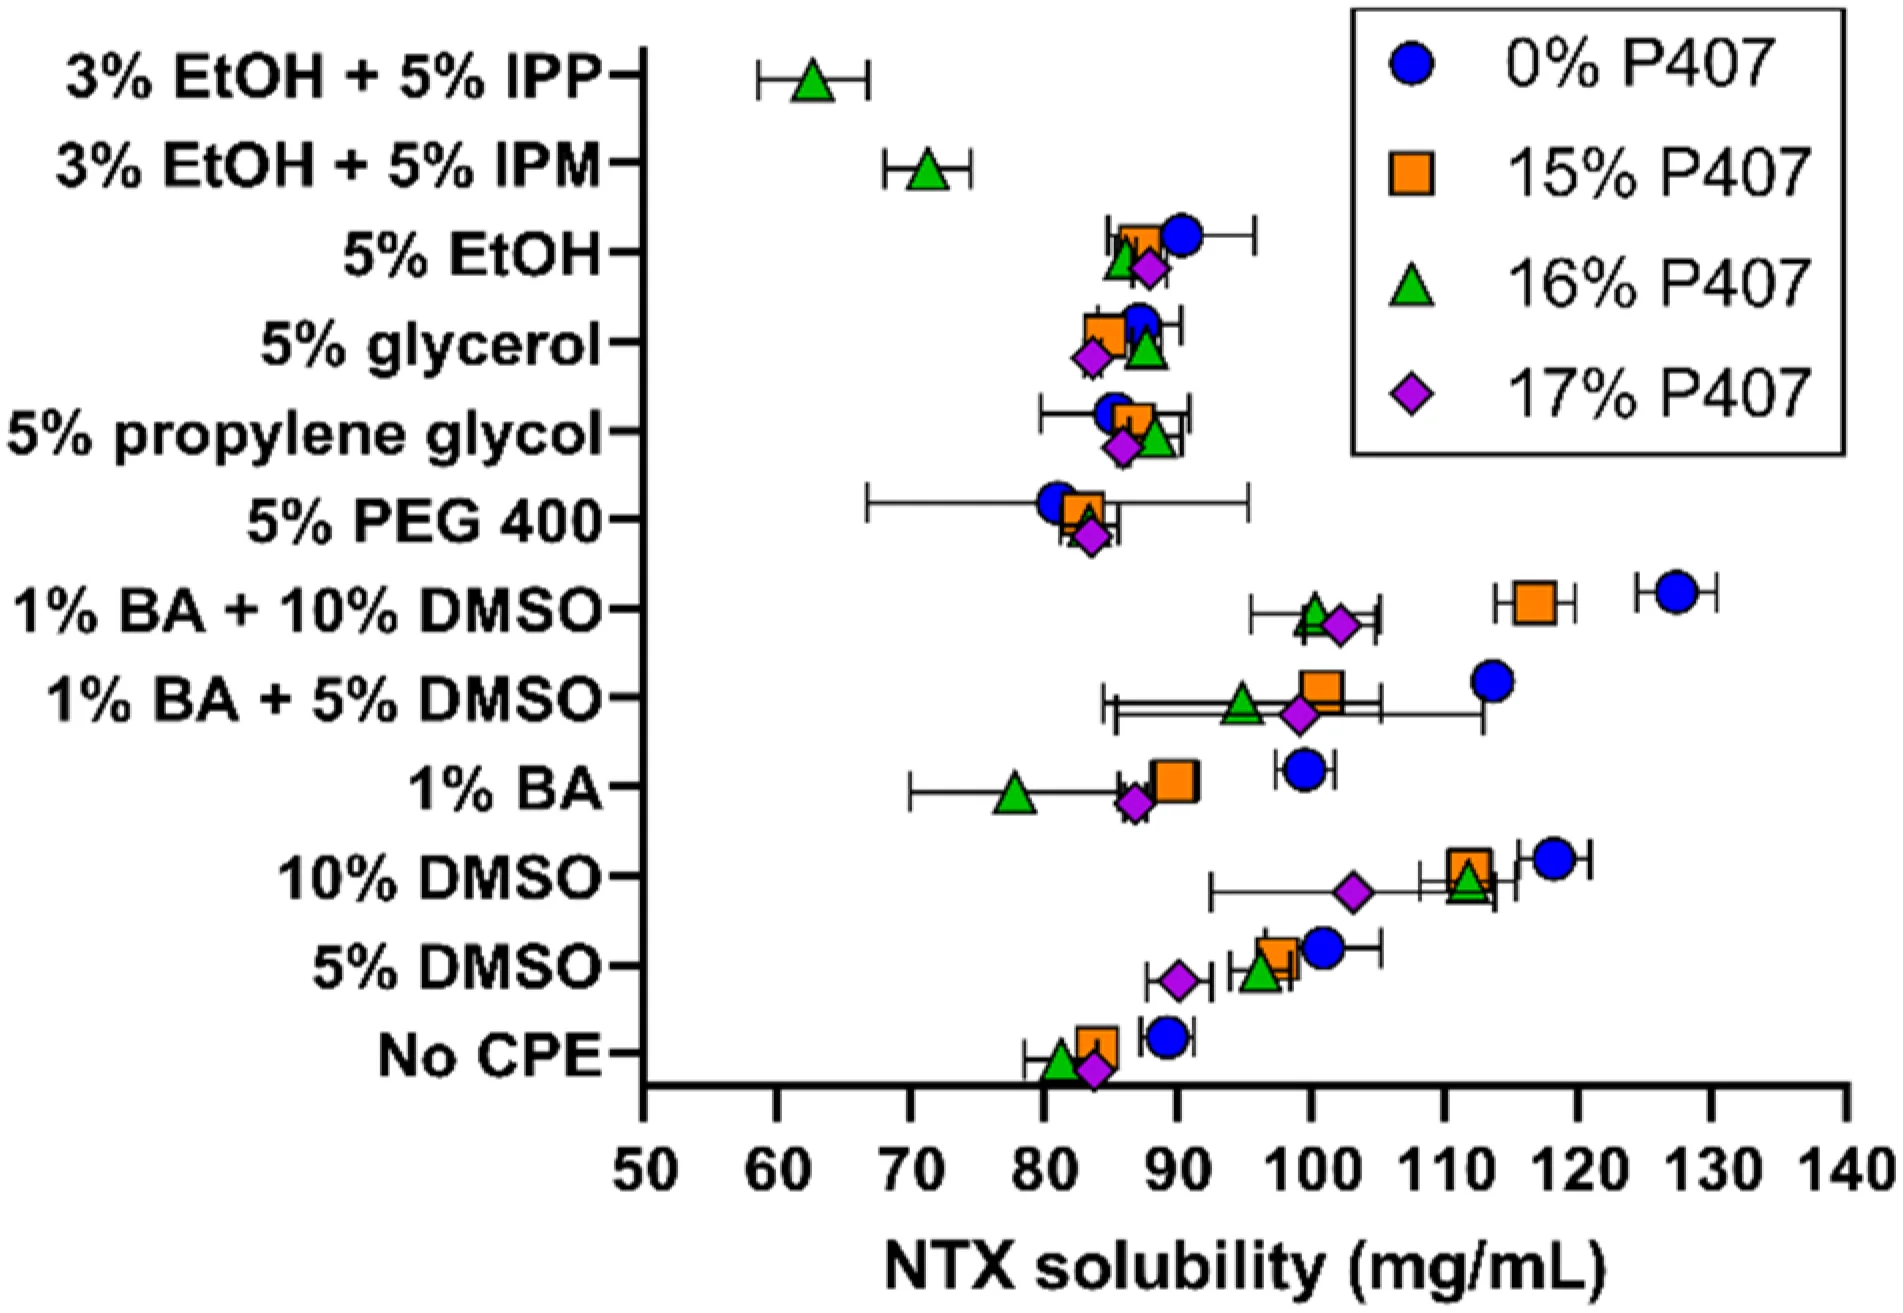 3% EtOH + 5% IPP
3% EtOH + 5% IPM
5% EtOH
5% glycerol
5% propylene glycol
5% PEG 400
1% BA + 10% DMSO
1% BA + 5% DMSO
1% BA
10% DMSO
5% DMSO
No CPE
0% P407
15% P407
16% P407
17% P407
50 60 70 80 90 100 110 120 130 140
NTX solubility (mg/mL)